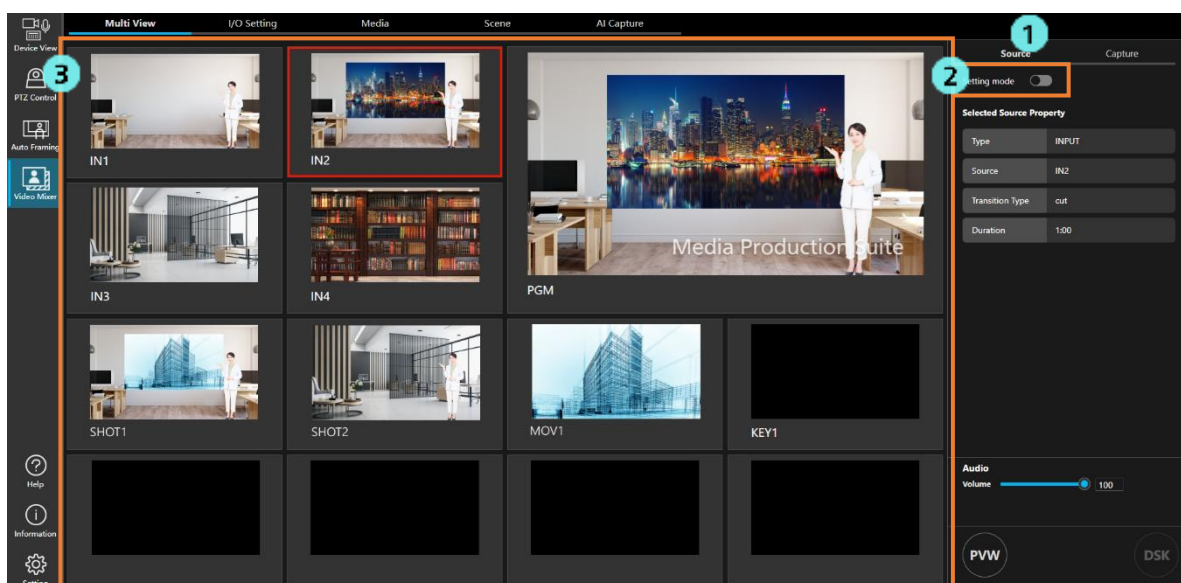 Multi View
I/O Setting
Media
Scene
AI Capture
Device View
PTZ Control
Auto Framing
Video Mixer
Help
Information
Setting
1
2
3
Source
Capture
etting mode
Selected Source Property
Type INPUT
Source IN2
Transition Type cut
Duration 1:00
IN1
IN2
Media Production Suite
IN3
IN4
PGM
SHOT1
SHOT2
MOV1
KEY1
Audio
Volume 100
PVW
DSK